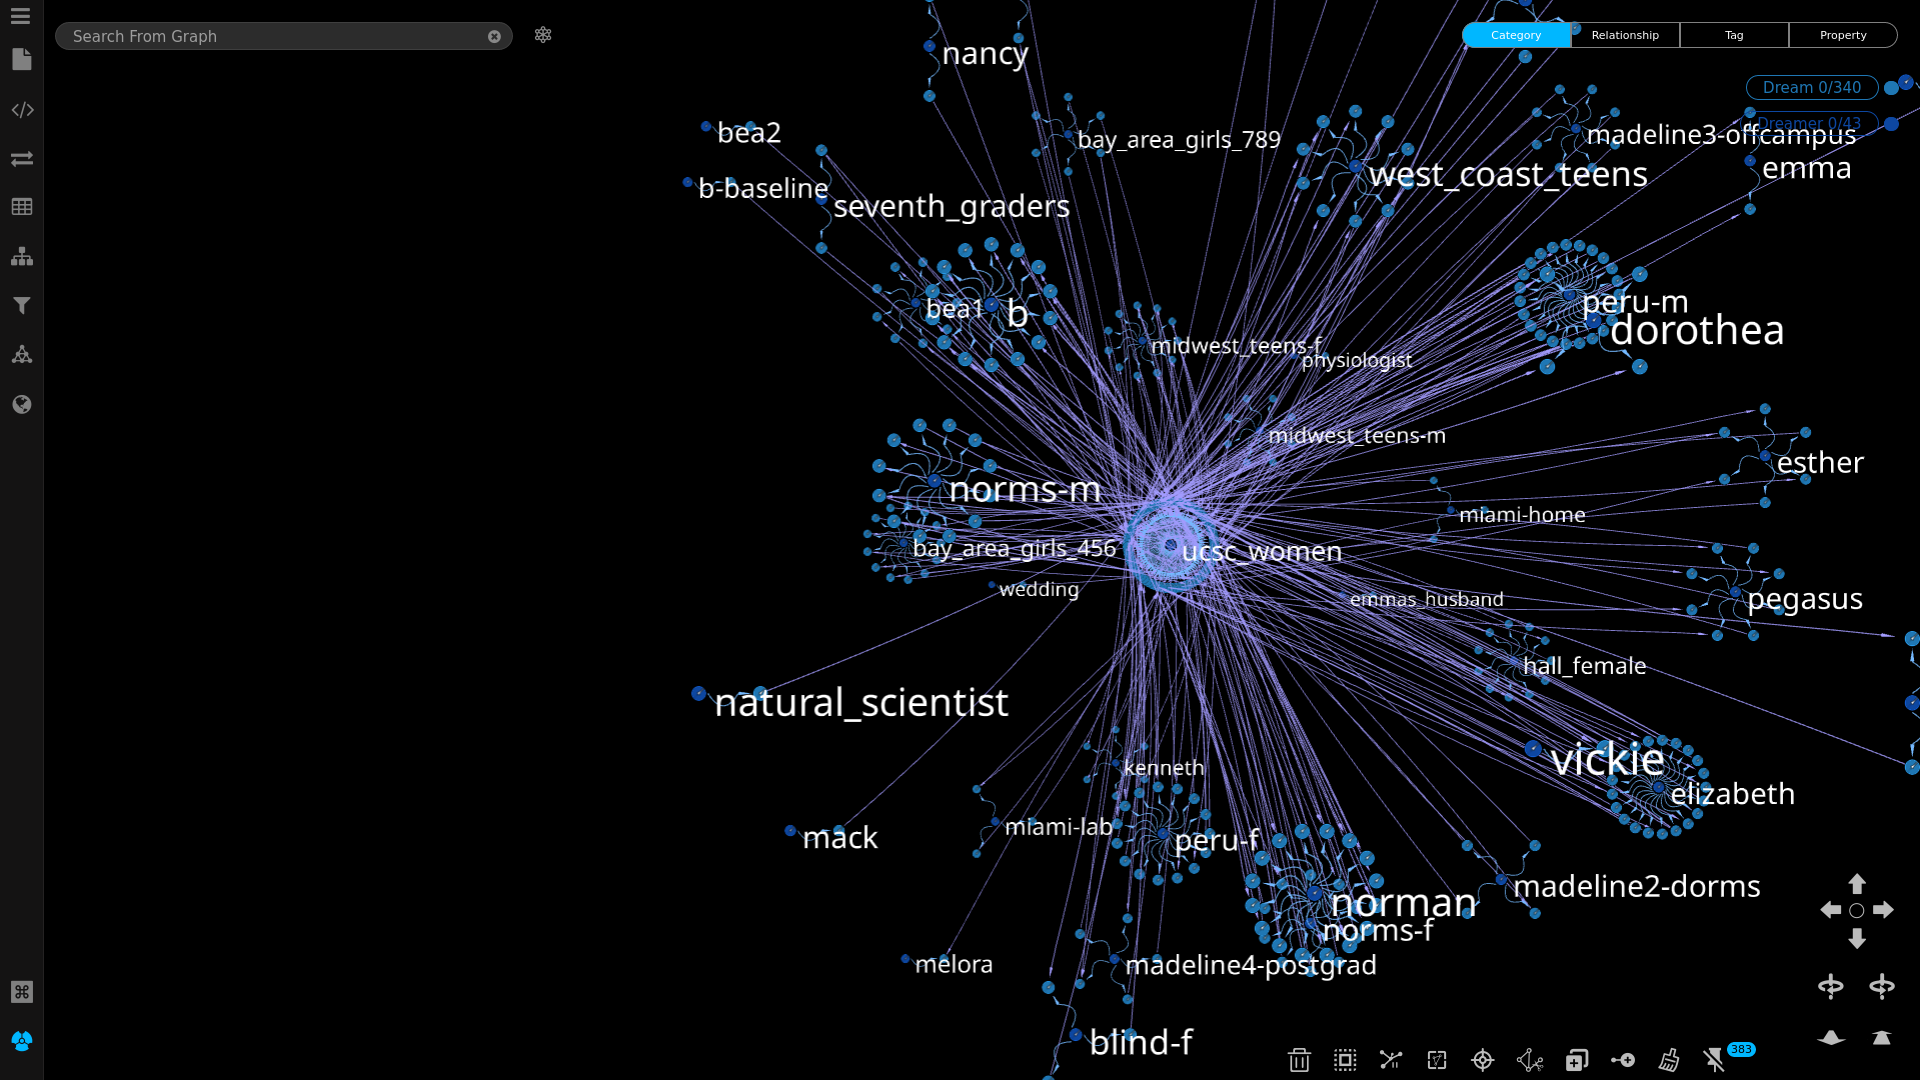 Search From Graph
Category
Relationship
Tag
Property
nancy
Dream 0/340
Dreamer 0/43
bea2
bay_area_girls_789
madeline3-offcampus
west_coast_teens
emma
b-baseline
seventh_graders
bea1
b
peru-m
dorothea
midwest_teens-f
physiologist
midwest_teens-m
esther
norms-m
miami-home
bay_area_girls_456
ucsc_women
wedding
emmas_husband
pegasus
hall_female
natural_scientist
vickie
kenneth
elizabeth
mack
miami-lab
peru-f
madeline2-dorms
norman
norms-f
melora
madeline4-postgrad
blind-f
383